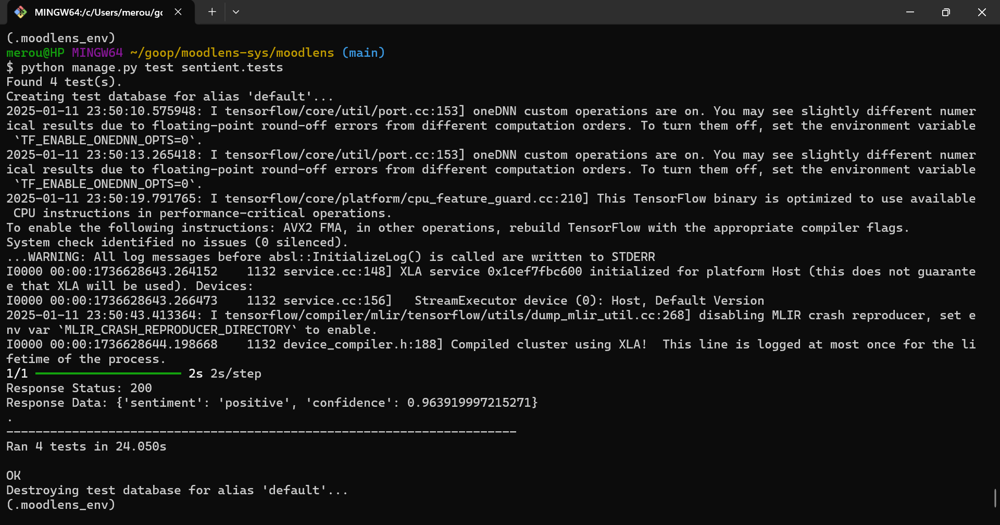 MINGW64:/c/Users/merou/gc
(.moodlens_env)
merou@HP MINGW64 ~/goop/moodlens-sys/moodlens (main)
$ python manage.py test sentient.tests
Found 4 test(s).
Creating test database for alias 'default'...
2025-01-11 23:50:10.575948: I tensorflow/core/util/port.cc:153] oneDNN custom operations are on. You may see slightly different numer
ical results due to floating-point round-off errors from different computation orders. To turn them off, set the environment variable
 `TF_ENABLE_ONEDNN_OPTS=0`.
2025-01-11 23:50:13.265418: I tensorflow/core/util/port.cc:153] oneDNN custom operations are on. You may see slightly different numer
ical results due to floating-point round-off errors from different computation orders. To turn them off, set the environment variable
 `TF_ENABLE_ONEDNN_OPTS=0`.
2025-01-11 23:50:19.791765: I tensorflow/core/platform/cpu_feature_guard.cc:210] This TensorFlow binary is optimized to use available
 CPU instructions in performance-critical operations.
To enable the following instructions: AVX2 FMA, in other operations, rebuild TensorFlow with the appropriate compiler flags.
System check identified no issues (0 silenced).
...WARNING: All log messages before absl::InitializeLog() is called are written to STDERR
I0000 00:00:1736628643.264152    1132 service.cc:148] XLA service 0x1cef7fbc600 initialized for platform Host (this does not guarante
e that XLA will be used). Devices:
I0000 00:00:1736628643.266473    1132 service.cc:156]   StreamExecutor device (0): Host, Default Version
2025-01-11 23:50:43.413364: I tensorflow/compiler/mlir/tensorflow/utils/dump_mlir_util.cc:268] disabling MLIR crash reproducer, set e
nv var `MLIR_CRASH_REPRODUCER_DIRECTORY` to enable.
I0000 00:00:1736628644.198668    1132 device_compiler.h:188] Compiled cluster using XLA!  This line is logged at most once for the li
fetime of the process.
1/1 ━━━━━━━━━━━━━━━━━━━━ 2s 2s/step
Response Status: 200
Response Data: {'sentiment': 'positive', 'confidence': 0.963919997215271}
.
----------------------------------------------------------------------
Ran 4 tests in 24.050s
OK
Destroying test database for alias 'default'...
(.moodlens_env)